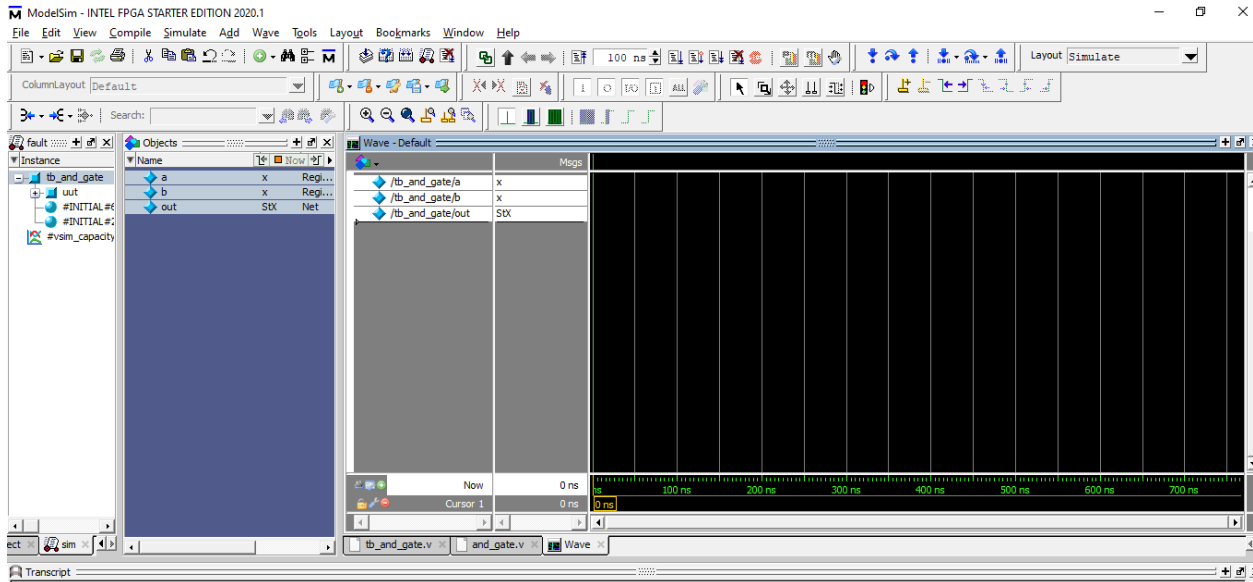 ModelSim - INTEL FPGA STARTER EDITION 2020.1
File Edit View Compile Simulate Add Wave Tools Layout Bookmarks Window Help
100 ns
Layout Simulate
ColumnLayout Default
ALL
Search:
fault
Objects
Wave - Default
Instance
Name
Now
Msgs
tb_and_gate
a x Regi...
/tb_and_gate/a x
uut
b x Regi...
/tb_and_gate/b x
#INITIAL#6
out StX Net
/tb_and_gate/out StX
#INITIAL#2
#vsim_capacity
Now 0 ns
ns 100 ns 200 ns 300 ns 400 ns 500 ns 600 ns 700 ns
Cursor 1 0 ns
0 ns
ect sim
tb_and_gate.v and_gate.v Wave
Transcript